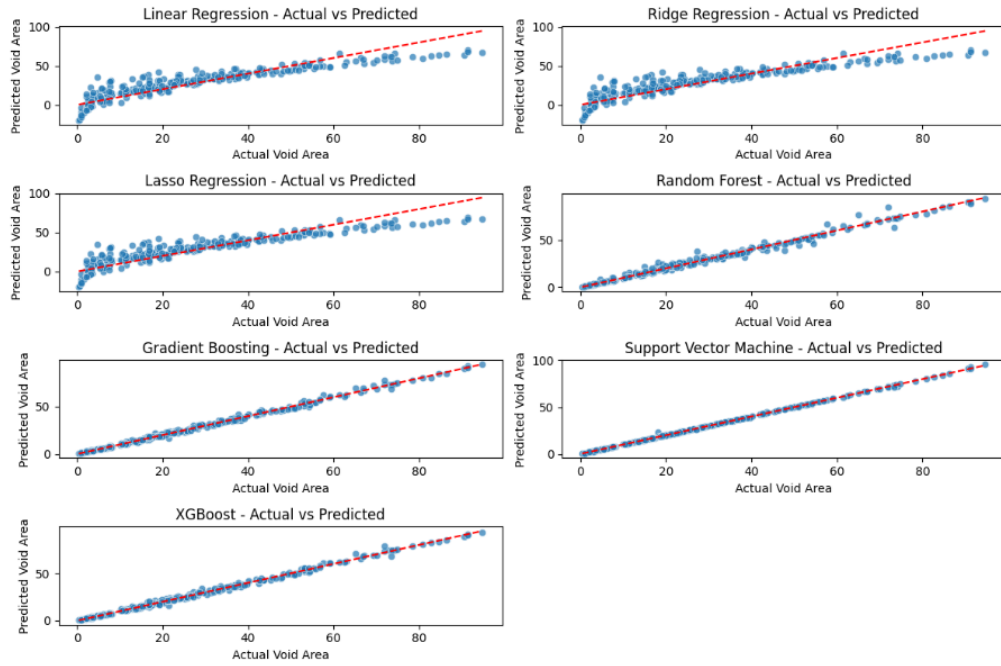 Linear Regression - Actual vs Predicted
100
50
0
Predicted Void Area
0 20 40 60 80
Actual Void Area
Ridge Regression - Actual vs Predicted
100
50
0
Predicted Void Area
0 20 40 60 80
Actual Void Area
Lasso Regression - Actual vs Predicted
100
50
0
Predicted Void Area
0 20 40 60 80
Actual Void Area
Random Forest - Actual vs Predicted
50
0
Predicted Void Area
0 20 40 60 80
Actual Void Area
Gradient Boosting - Actual vs Predicted
50
0
Predicted Void Area
0 20 40 60 80
Actual Void Area
Support Vector Machine - Actual vs Predicted
100
50
0
Predicted Void Area
0 20 40 60 80
Actual Void Area
XGBoost - Actual vs Predicted
50
0
Predicted Void Area
0 20 40 60 80
Actual Void Area